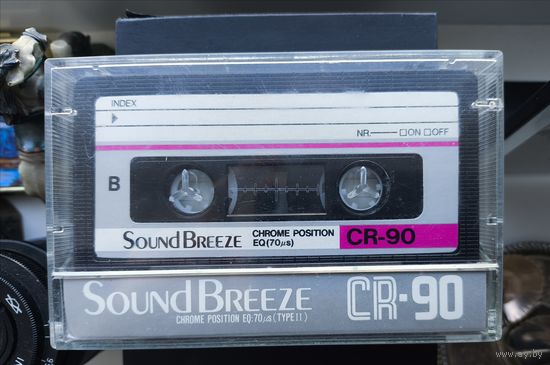 INDEX
NR. ☐ON ☐OFF
B
SOUND BREEZE CHROME POSITION EQ(70μs) CR-90
SOUND BREEZE CR-90
CHROME POSITION EQ:70μs (TYPE II)
www.ay.by